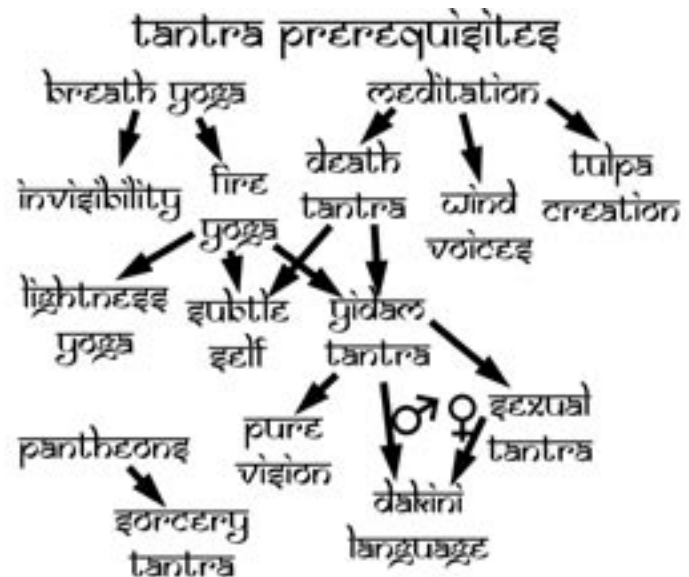 tantra prerequisites
breath yoga
meditation
invisibility
fire
yoga
death
tantra
wind
voices
tulpa
creation
lightness
yoga
subtle
self
yidam
tantra
pure
vision
♂♀
sexual
tantra
pantheons
sorcery
tantra
dakini
language